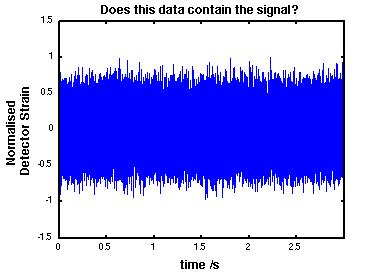 Does this data contain the signal?
1.5
1
0.5
0
-0.5
-1
-1.5
Normalised
Detector Strain
0 0.5 1 1.5 2 2.5
time /s